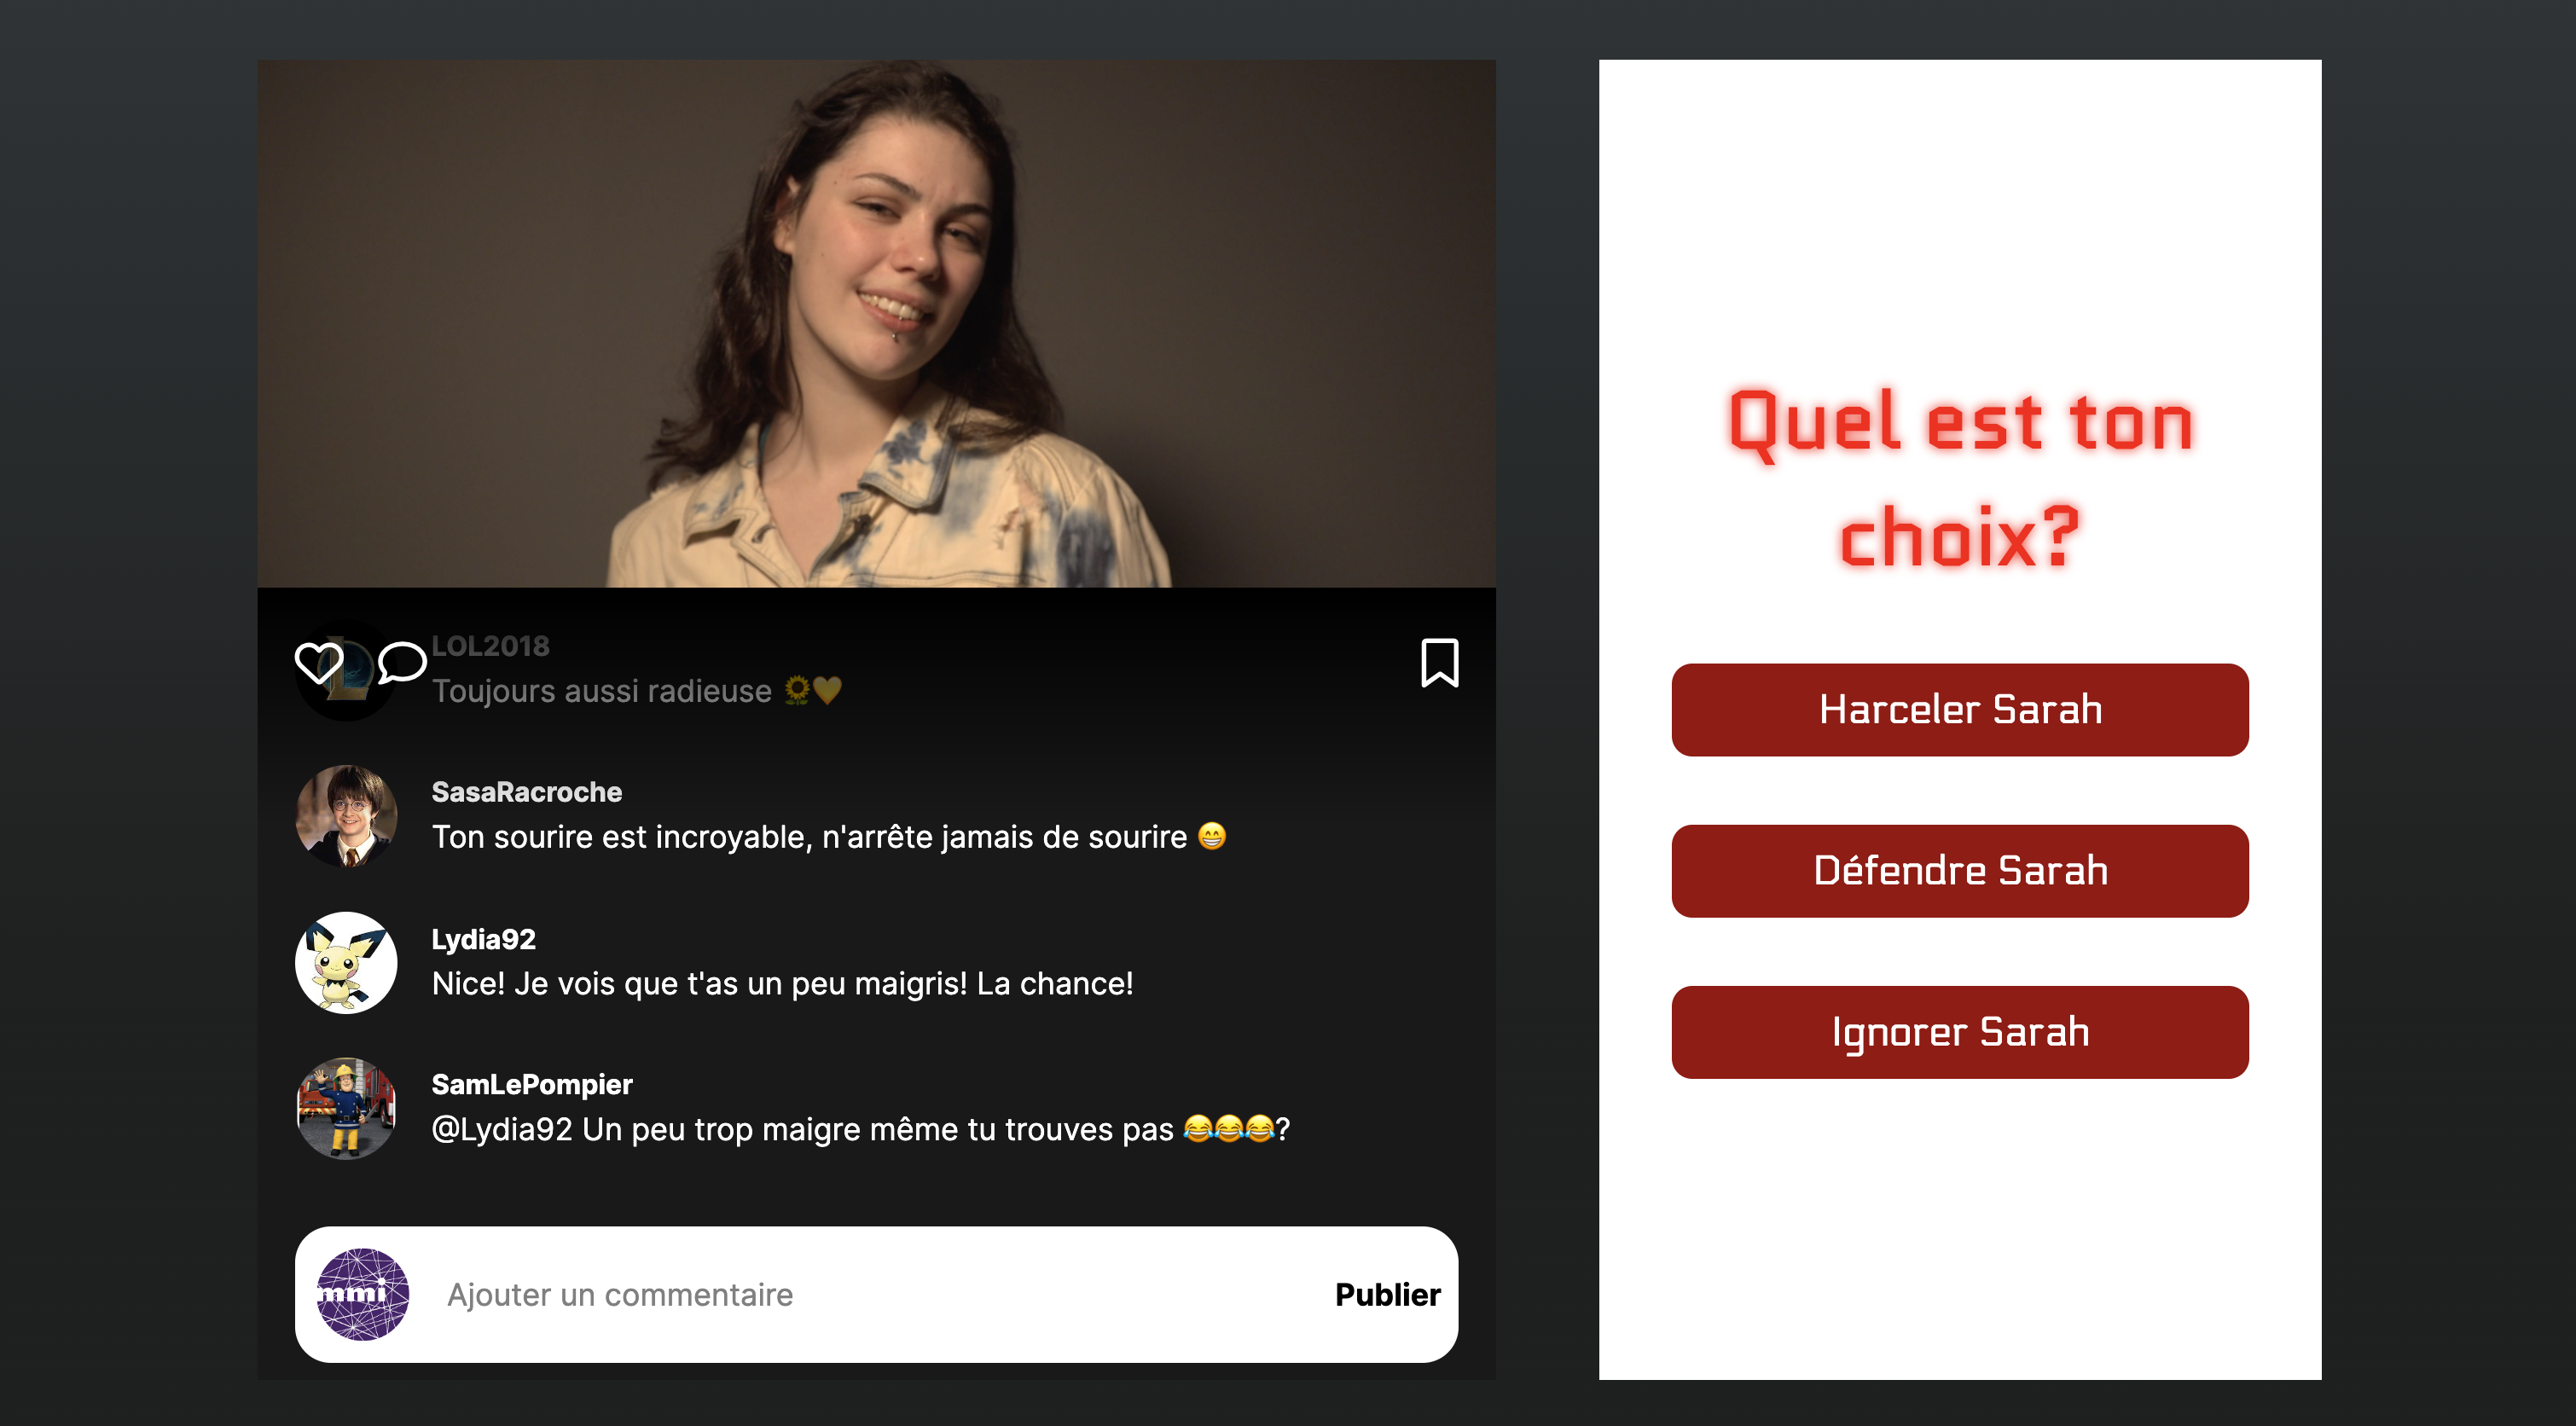 LOL2018
Toujours aussi radieuse 🌻💛
SasaRacroche
Ton sourire est incroyable, n'arrête jamais de sourire 😁
Lydia92
Nice! Je vois que t'as un peu maigris! La chance!
SamLePompier
@Lydia92 Un peu trop maigre même tu trouves pas 😂😂😂?
mmi
Ajouter un commentaire
Publier
Quel est ton
choix?
Harceler Sarah
Défendre Sarah
Ignorer Sarah